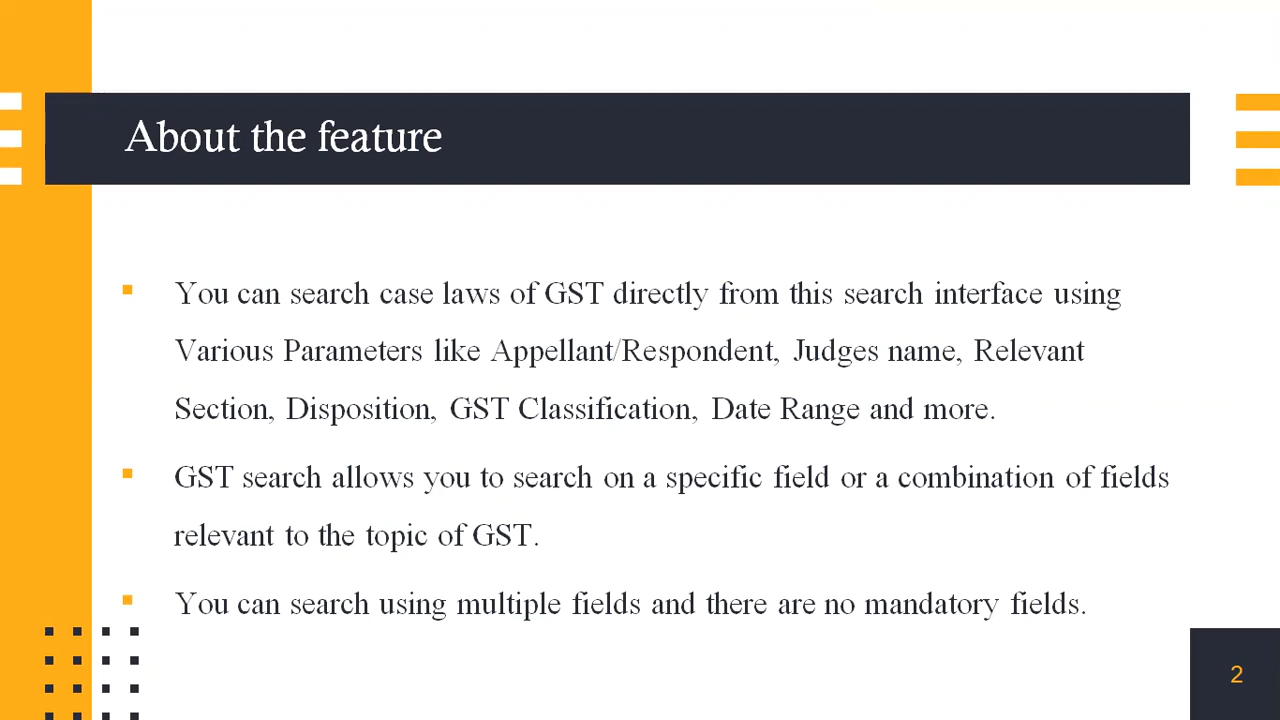 About the feature
You can search case laws of GST directly from this search interface using
Various Parameters like Appellant/Respondent, Judges name, Relevant
Section, Disposition, GST Classification, Date Range and more.
GST search allows you to search on a specific field or a combination of fields
relevant to the topic of GST.
You can search using multiple fields and there are no mandatory fields.
2